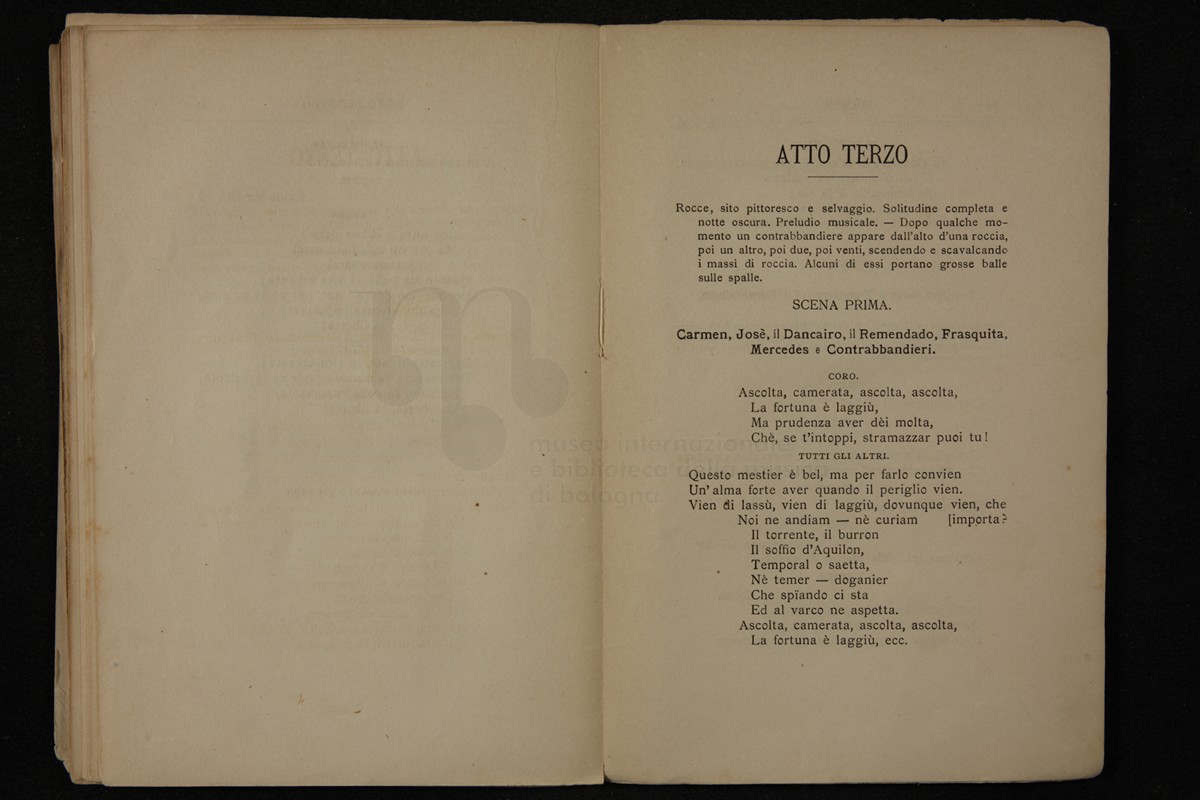 ATTO TERZO
Rocce, sito pittoresco e selvaggio. Solitudine completa e
notte oscura. Preludio musicale. — Dopo qualche mo-
mento un contrabbandiere appare dall'alto d'una roccia,
poi un altro, poi due, poi venti, scendendo e scavalcando
i massi di roccia. Alcuni di essi portano grosse balle
sulle spalle.
SCENA PRIMA.
Carmen, Josè, il Dancairo, il Remendado, Frasquita,
Mercedes e Contrabbandieri.
CORO.
Ascolta, camerata, ascolta, ascolta,
La fortuna è laggiù,
Ma prudenza aver dèi molta,
Chè, se t'intoppi, stramazzar puoi tu!
TUTTI GLI ALTRI.
Questo mestier è bel, ma per farlo convien
Un'alma forte aver quando il periglio vien.
Vien di lassù, vien di laggiù, dovunque vien, che
Noi ne andiam — nè curiam [importa?
Il torrente, il burron
Il soffio d'Aquilon,
Temporal o saetta,
Nè temer — doganier
Che spïando ci sta
Ed al varco ne aspetta.
Ascolta, camerata, ascolta, ascolta,
La fortuna è laggiù, ecc.
museo internazionale
e biblioteca della musica
di bologna